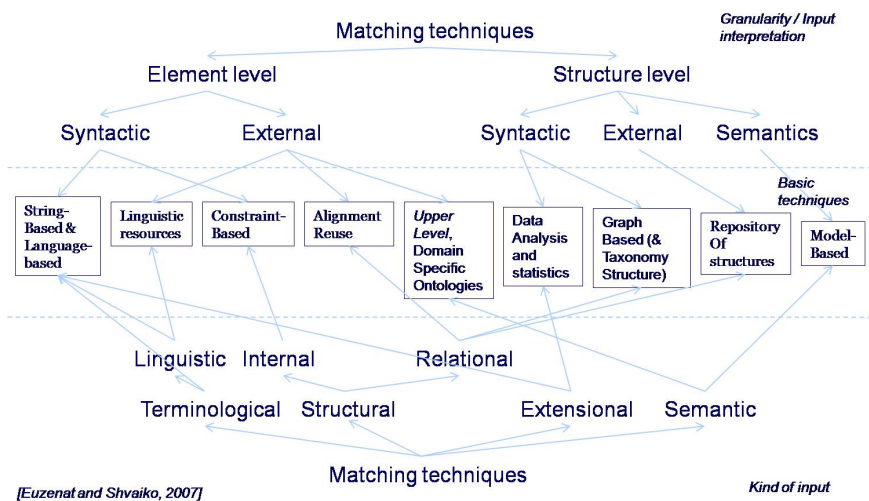 Matching techniques
Granularity / Input
interpretation
Element level
Structure level
Syntactic
External
Syntactic
External
Semantics
Basic
techniques
String-
Based &
Language-
based
Linguistic
resources
Constraint-
Based
Alignment
Reuse
Upper
Level,
Domain
Specific
Ontologies
Data
Analysis
and
statistics
Graph
Based (&
Taxonomy
Structure)
Repository
Of
structures
Model-
Based
Linguistic
Internal
Relational
Terminological
Structural
Extensional
Semantic
Matching techniques
[Euzenat and Shvaiko, 2007]
Kind of input